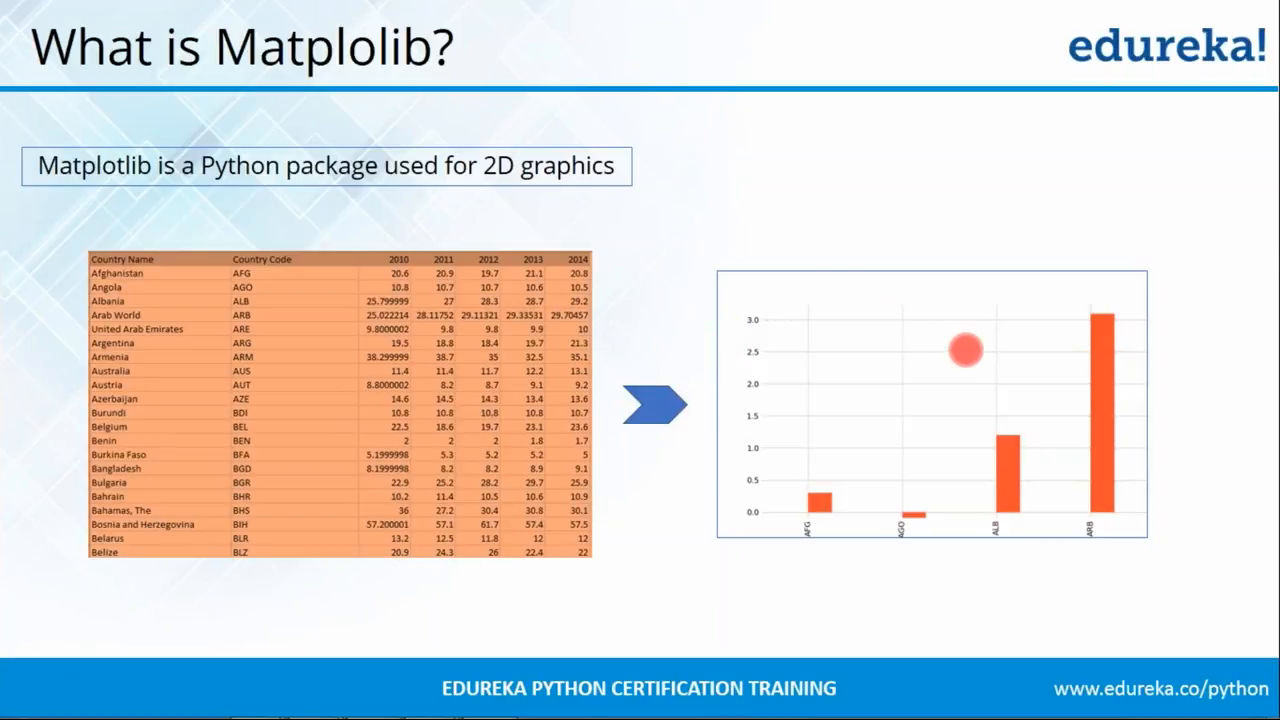 What is Matplolib?
edureka!
Matplotlib is a Python package used for 2D graphics
Country Name Country Code 2010 2011 2012 2013 2014
Afghanistan AFG 20.6 20.9 19.7 21.1 20.8
Angola AGO 10.8 10.7 10.7 10.6 10.5
Albania ALB 25.799999 27 28.3 28.7 29.2
Arab World ARB 25.022214 28.11752 29.11321 29.33531 29.70457
United Arab Emirates ARE 9.8000002 9.8 9.8 9.9 10
Argentina ARG 19.5 18.8 18.4 19.7 21.3
Armenia ARM 38.299999 38.7 35 32.5 35.1
Australia AUS 11.4 11.4 11.7 12.2 13.1
Austria AUT 8.8000002 8.2 8.7 9.1 9.2
Azerbaijan AZE 14.6 14.5 14.3 13.4 13.6
Burundi BDI 10.8 10.8 10.8 10.8 10.7
Belgium BEL 22.5 18.6 19.7 23.1 23.6
Benin BEN 2 2 2 1.8 1.7
Burkina Faso BFA 5.1999998 5.3 5.2 5.2 5
Bangladesh BGD 8.1999998 8.2 8.2 8.9 9.1
Bulgaria BGR 22.9 25.2 28.2 29.7 25.9
Bahrain BHR 10.2 11.4 10.5 10.6 10.9
Bahamas, The BHS 36 27.2 30.4 30.8 30.1
Bosnia and Herzegovina BIH 57.200001 57.1 61.7 57.4 57.5
Belarus BLR 13.2 12.5 11.8 12 12
Belize BLZ 20.9 24.3 26 22.4 22
3.0
2.5
2.0
1.5
1.0
0.5
0.0
AFG AGO ALB ARB
EDUREKA PYTHON CERTIFICATION TRAINING
www.edureka.co/python